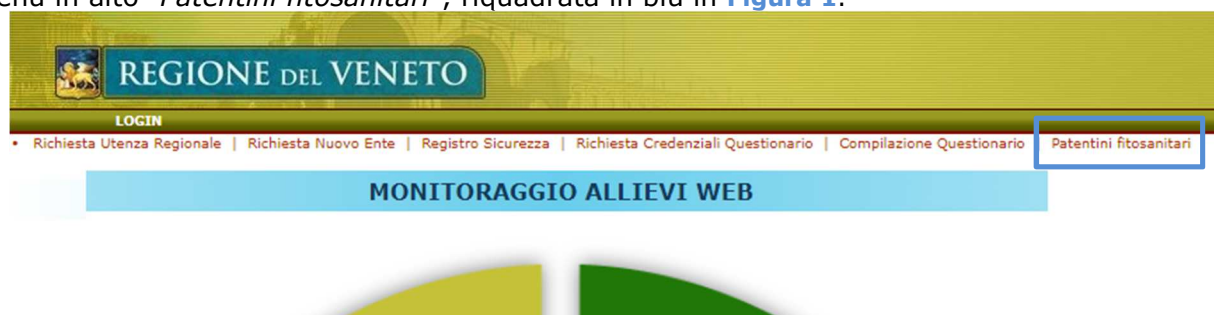 menu in alto "Patentini fitosanitari", riquadrata in blu in Figura 1.
REGIONE DEL VENETO
LOGIN
• Richiesta Utenza Regionale | Richiesta Nuovo Ente | Registro Sicurezza | Richiesta Credenziali Questionario | Compilazione Questionario | Patentini fitosanitari
MONITORAGGIO ALLIEVI WEB